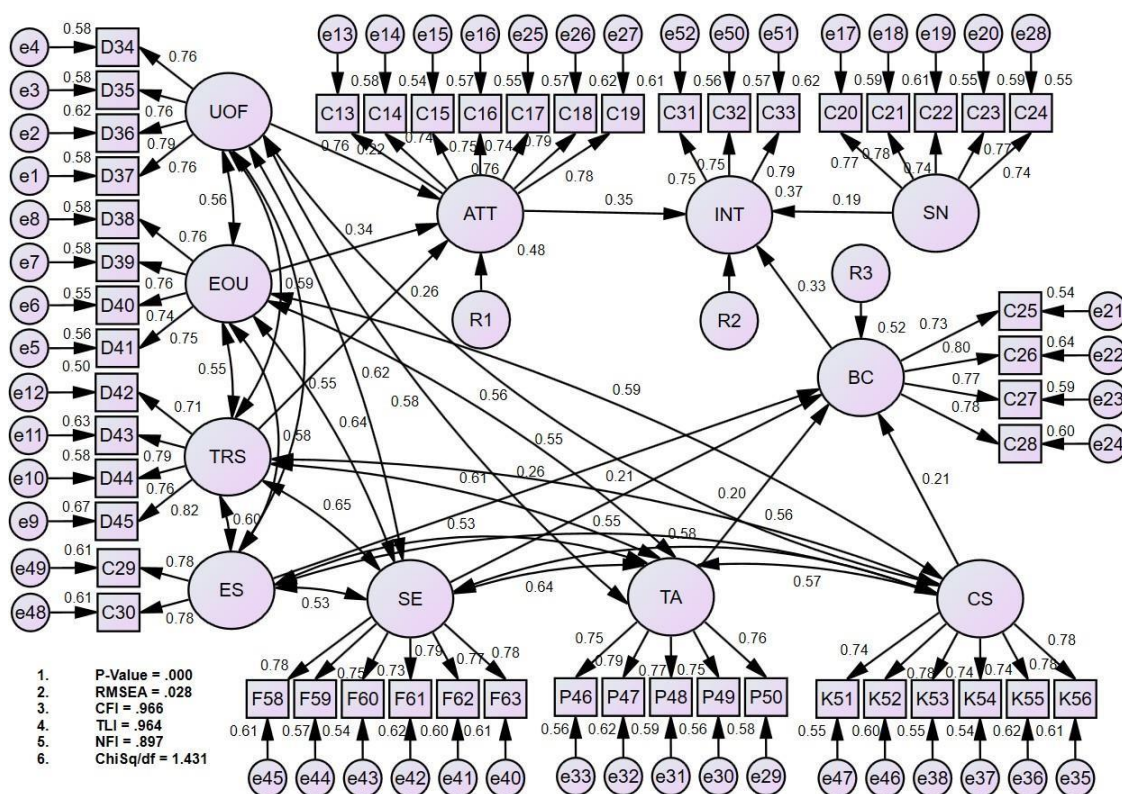 e13 e14 e15 e16 e25 e26 e27 e52 e50 e51 e17 e18 e19 e20 e28
0.58 0.54 0.57 0.55 0.57 0.62 0.61 0.56 0.57 0.62 0.59 0.61 0.55 0.59 0.55
C13 C14 C15 C16 C17 C18 C19 C31 C32 C33 C20 C21 C22 C23 C24
0.76 0.22 0.74 0.75 0.74 0.76 0.79 0.78 0.75 0.75 0.79 0.77 0.78 0.74 0.77 0.74
e4 0.58 D34 0.76
e3 0.58 D35 0.76
e2 0.62 D36 0.79
e1 0.58 D37 0.76
UOF
0.56
e8 0.58 D38 0.76
e7 0.58 D39 0.76
e6 0.55 D40 0.74
e5 0.56 D41 0.75
EOU
0.34
ATT 0.35 INT 0.37 0.19 SN
0.48
R1 R2 R3
0.33
0.59 0.26
0.55
e12 0.50 D42 0.71
e11 0.63 D43 0.79
e10 0.58 D44 0.76
e9 0.67 D45 0.82
TRS
0.55 0.62 0.58 0.56 0.59
0.58 0.64 0.55
0.52
BC
0.73 C25 0.54 e21
0.80 C26 0.64 e22
0.77 C27 0.59 e23
0.78 C28 0.60 e24
0.65 0.61 0.26 0.21 0.20 0.21
0.60 0.53 0.55 0.58 0.56
e49 0.61 C29 0.78
e48 0.61 C30 0.78
ES 0.53 SE 0.64 TA 0.57 CS
0.78 0.75 0.73 0.79 0.77 0.78
F58 F59 F60 F61 F62 F63
0.61 0.57 0.54 0.62 0.60 0.61
e45 e44 e43 e42 e41 e40
0.75 0.79 0.77 0.75 0.76
P46 P47 P48 P49 P50
0.56 0.62 0.59 0.56 0.58
e33 e32 e31 e30 e29
0.74 0.78 0.74 0.74 0.78 0.78
K51 K52 K53 K54 K55 K56
0.55 0.60 0.55 0.54 0.62 0.61
e47 e46 e38 e37 e36 e35
1. P-Value = .000
2. RMSEA = .028
3. CFI = .966
4. TLI = .964
5. NFI = .897
6. ChiSq/df = 1.431